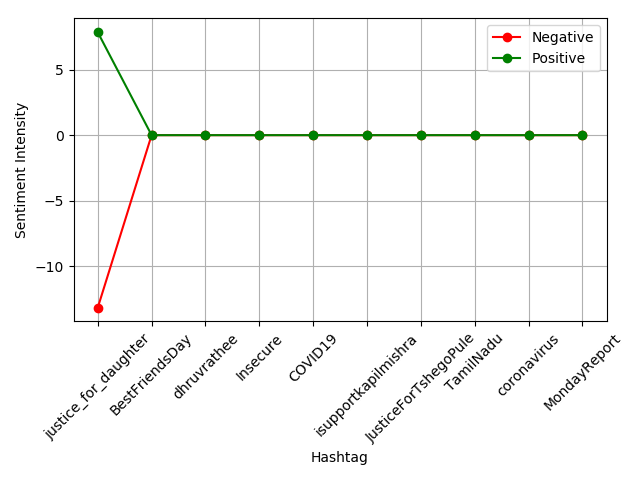 Negative
Positive
5
0
−5
−10
Sentiment Intensity
justice_for_daughter
BestFriendsDay
dhruvrathee
Insecure
COVID19
isupportkapilmishra
JusticeForTshegoPule
TamilNadu
coronavirus
MondayReport
Hashtag